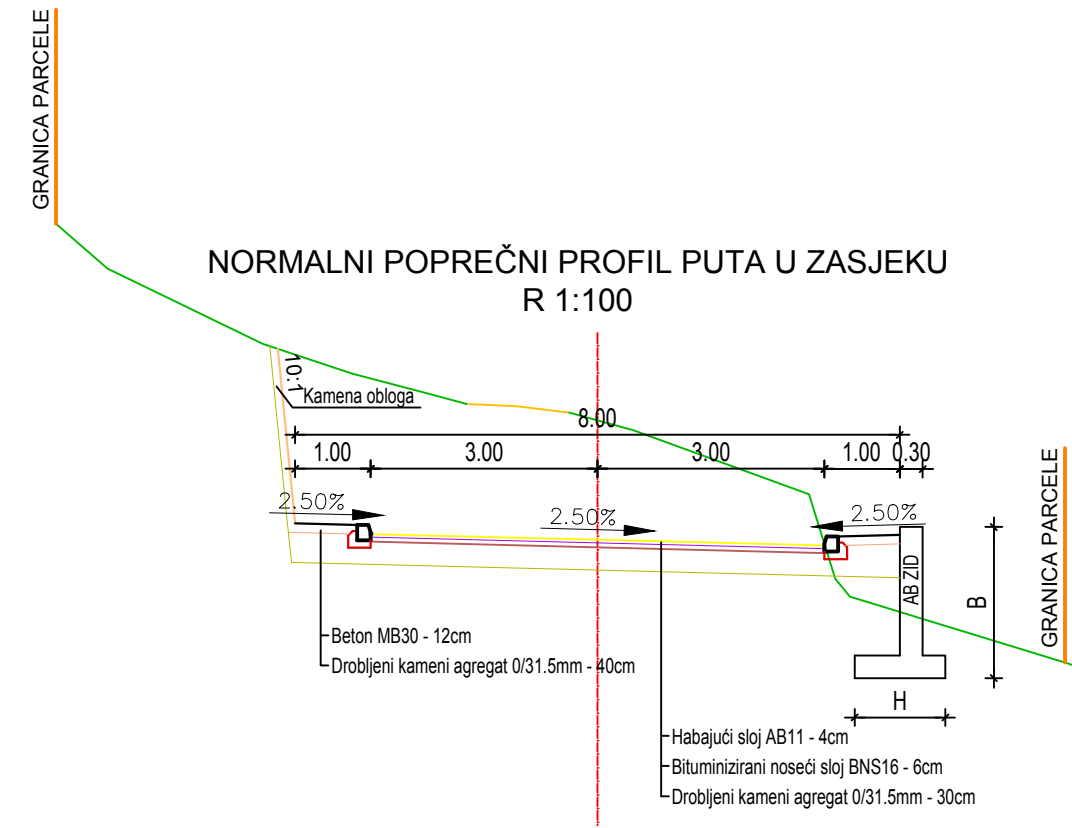 GRANICA PARCELE
NORMALNI POPREČNI PROFIL PUTA U ZASJEKU
R 1:100
10:1
Kamena obloga
8.00
1.00
3.00
3.00
1.00
0.30
2.50%
2.50%
2.50%
GRANICA PARCELE
AB ZID
B
H
Beton MB30 - 12cm
Drobljeni kameni agregat 0/31.5mm - 40cm
Habajući sloj AB11 - 4cm
Bituminizirani noseći sloj BNS16 - 6cm
Drobljeni kameni agregat 0/31.5mm - 30cm